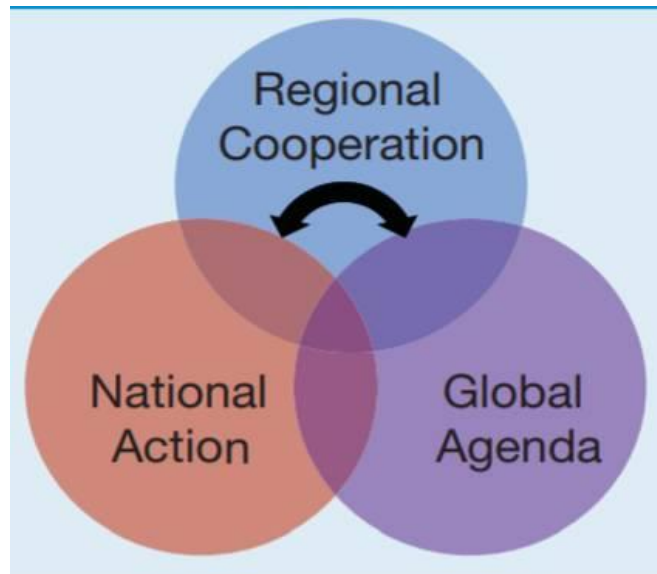 Regional
Cooperation
National
Action
Global
Agenda